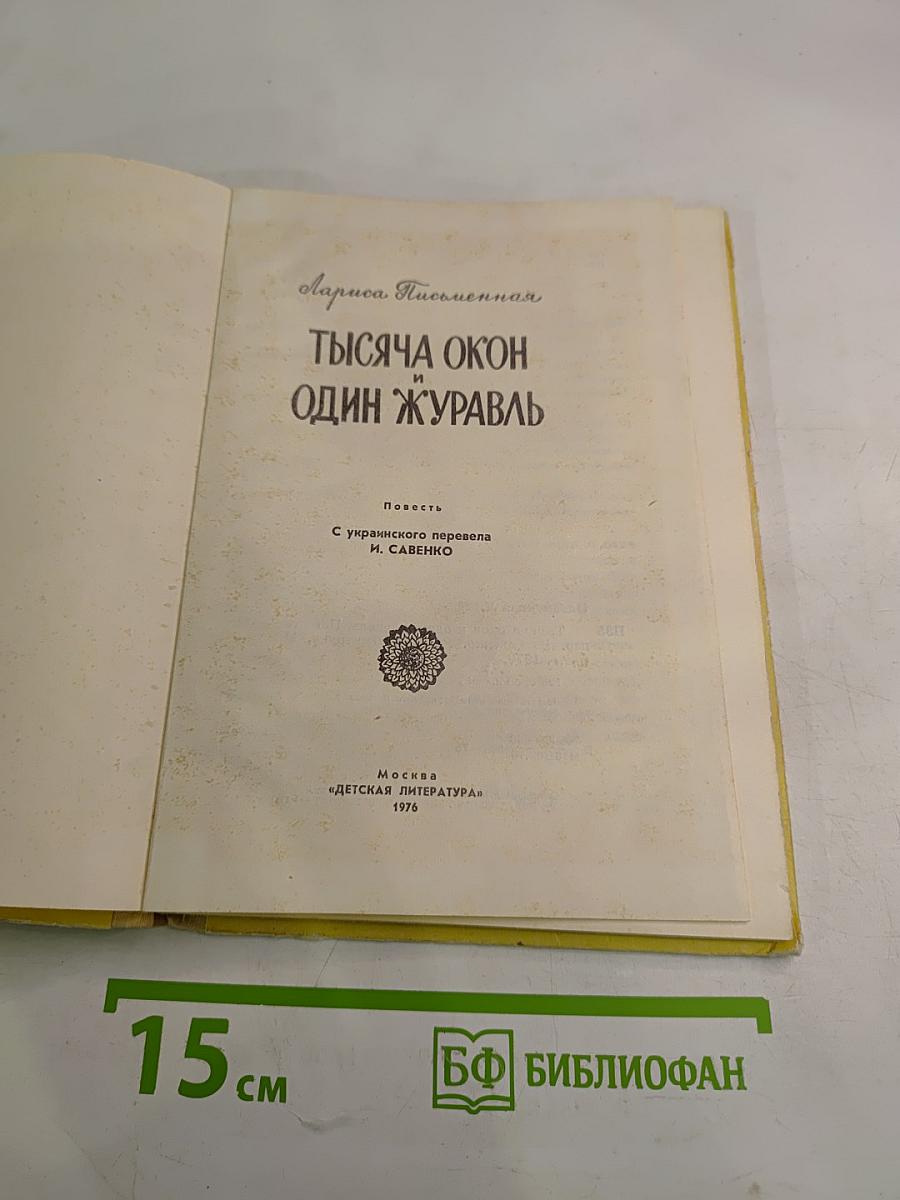 Лариса Письменная
ТЫСЯЧА ОКОН
и
ОДИН ЖУРАВЛЬ
Повесть
С украинского перевела
И. САВЕНКО
Москва
«ДЕТСКАЯ ЛИТЕРАТУРА»
1976
15 см
БФ БИБЛИОФАН